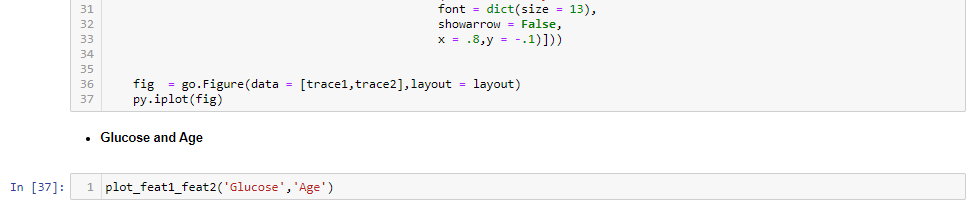 31 font = dict(size = 13),
32 showarrow = False,
33 x = .8,y = -.1)]))
34
35
36 fig  = go.Figure(data = [trace1,trace2],layout = layout)
37 py.iplot(fig)
• Glucose and Age
In [37]: 1 plot_feat1_feat2('Glucose','Age')